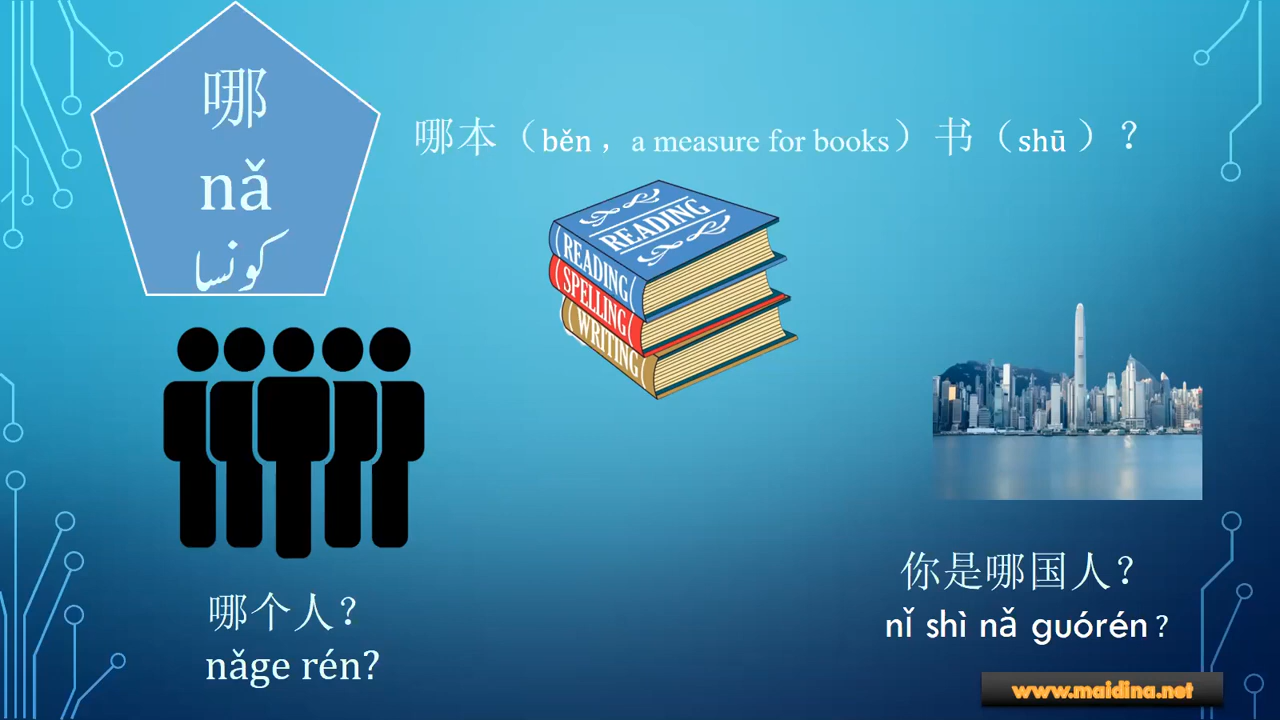 哪
nǎ
کونسا
哪本（běn ，a measure for books）书（shū ）？
READING
READING
SPELLING
WRITING
哪个人？
nǎge rén?
你是哪国人？
nǐ shì nǎ guórén ?
www.maidina.net